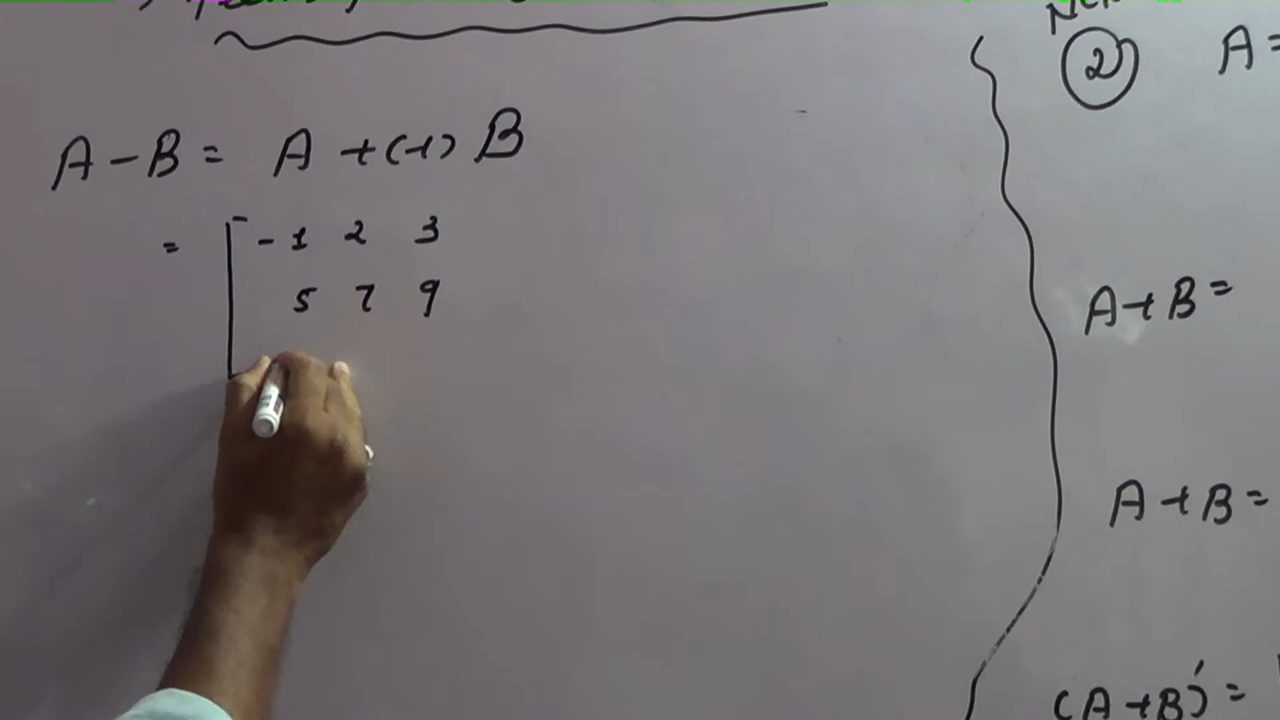 A - B = A + (-1) B
= [ -1 2 3
5 7 9
② A =
A + B =
A + B =
(A + B)' =